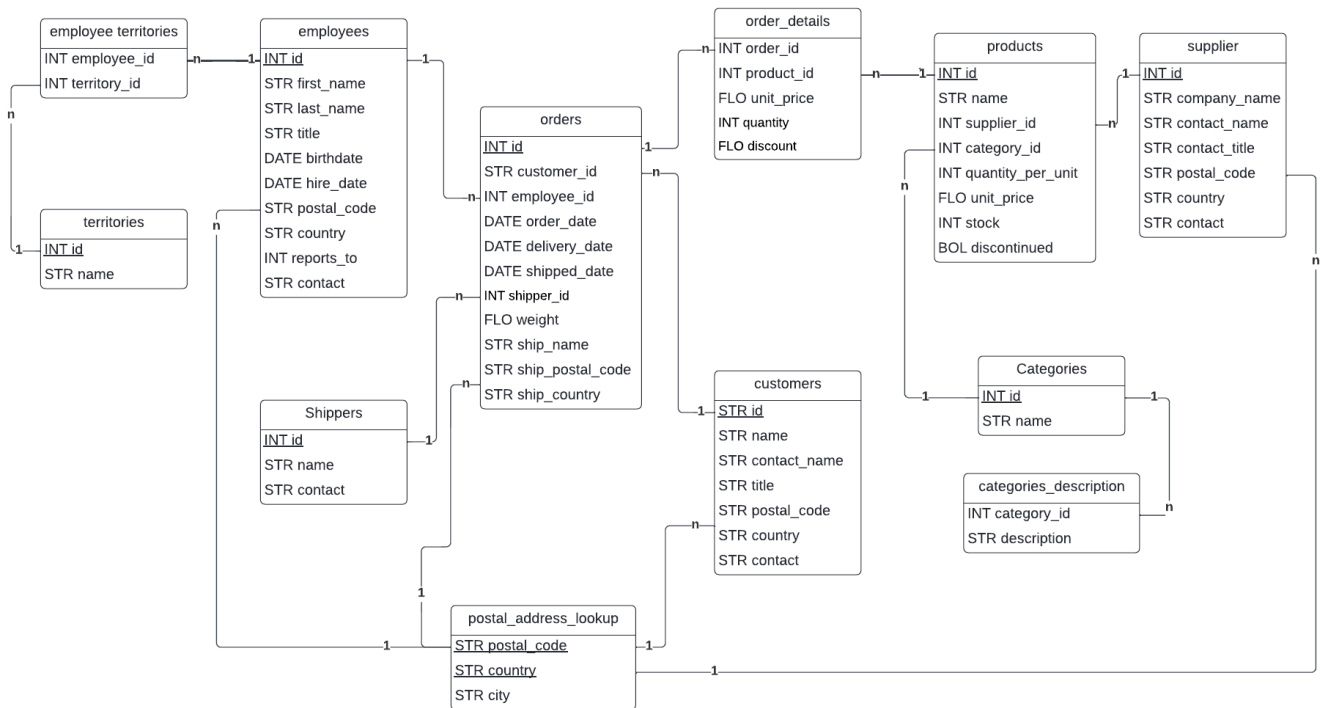 employee territories
INT employee_id
INT territory_id
n
1
employees
INT id
STR first_name
STR last_name
STR title
DATE birthdate
DATE hire_date
STR postal_code
STR country
INT reports_to
STR contact
1
n
order_details
INT order_id
INT product_id
FLO unit_price
INT quantity
FLO discount
n
n
1
products
INT id
STR name
INT supplier_id
INT category_id
INT quantity_per_unit
FLO unit_price
INT stock
BOL discontinued
1
n
supplier
INT id
STR company_name
STR contact_name
STR contact_title
STR postal_code
STR country
STR contact
orders
INT id
STR customer_id
INT employee_id
DATE order_date
DATE delivery_date
DATE shipped_date
INT shipper_id
FLO weight
STR ship_name
STR ship_postal_code
STR ship_country
1
n
n
n
n
n
territories
INT id
STR name
1
n
n
Shippers
INT id
STR name
STR contact
1
customers
STR id
STR name
STR contact_name
STR title
STR postal_code
STR country
STR contact
1
n
Categories
INT id
STR name
1
1
categories_description
INT category_id
STR description
n
postal_address_lookup
STR postal_code
STR country
STR city
1
1
1
1